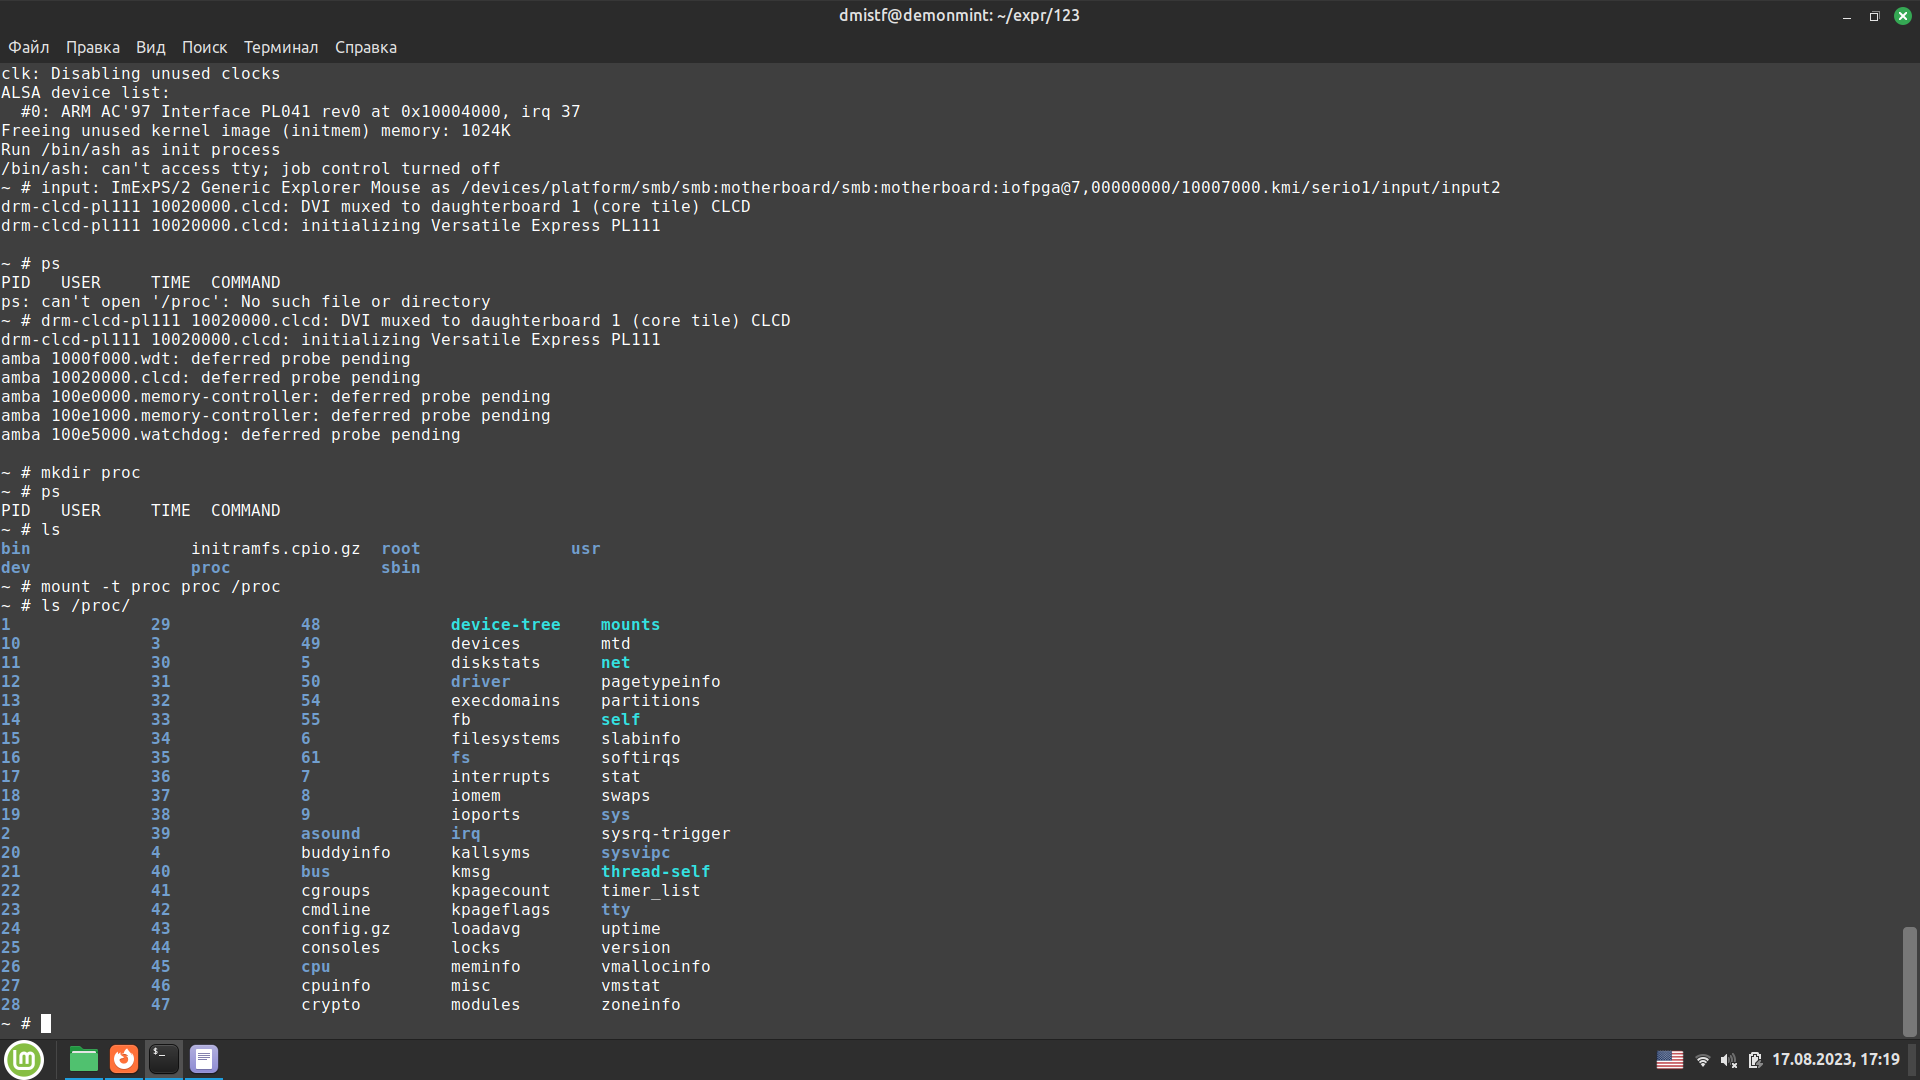 dmistf@demonmint: ~/expr/123
Файл Правка Вид Поиск Терминал Справка
clk: Disabling unused clocks
ALSA device list:
  #0: ARM AC'97 Interface PL041 rev0 at 0x10004000, irq 37
Freeing unused kernel image (initmem) memory: 1024K
Run /bin/ash as init process
/bin/ash: can't access tty; job control turned off
~ # input: ImExPS/2 Generic Explorer Mouse as /devices/platform/smb/smb:motherboard/smb:motherboard:iofpga@7,00000000/10007000.kmi/serio1/input/input2
drm-clcd-pl111 10020000.clcd: DVI muxed to daughterboard 1 (core tile) CLCD
drm-clcd-pl111 10020000.clcd: initializing Versatile Express PL111
~ # ps
PID   USER     TIME  COMMAND
ps: can't open '/proc': No such file or directory
~ # drm-clcd-pl111 10020000.clcd: DVI muxed to daughterboard 1 (core tile) CLCD
drm-clcd-pl111 10020000.clcd: initializing Versatile Express PL111
amba 1000f000.wdt: deferred probe pending
amba 10020000.clcd: deferred probe pending
amba 100e0000.memory-controller: deferred probe pending
amba 100e1000.memory-controller: deferred probe pending
amba 100e5000.watchdog: deferred probe pending
~ # mkdir proc
~ # ps
PID   USER     TIME  COMMAND
~ # ls
bin                initramfs.cpio.gz  root               usr
dev                proc               sbin
~ # mount -t proc proc /proc
~ # ls /proc/
1              29             48             device-tree    mounts
10             3              49             devices        mtd
11             30             5              diskstats      net
12             31             50             driver         pagetypeinfo
13             32             54             execdomains    partitions
14             33             55             fb             self
15             34             6              filesystems    slabinfo
16             35             61             fs             softirqs
17             36             7              interrupts     stat
18             37             8              iomem          swaps
19             38             9              ioports        sys
2              39             asound         irq            sysrq-trigger
20             4              buddyinfo      kallsyms       sysvipc
21             40             bus            kmsg           thread-self
22             41             cgroups        kpagecount     timer_list
23             42             cmdline        kpageflags     tty
24             43             config.gz      loadavg        uptime
25             44             consoles       locks          version
26             45             cpu            meminfo        vmallocinfo
27             46             cpuinfo        misc           vmstat
28             47             crypto         modules        zoneinfo
~ #
17.08.2023, 17:19